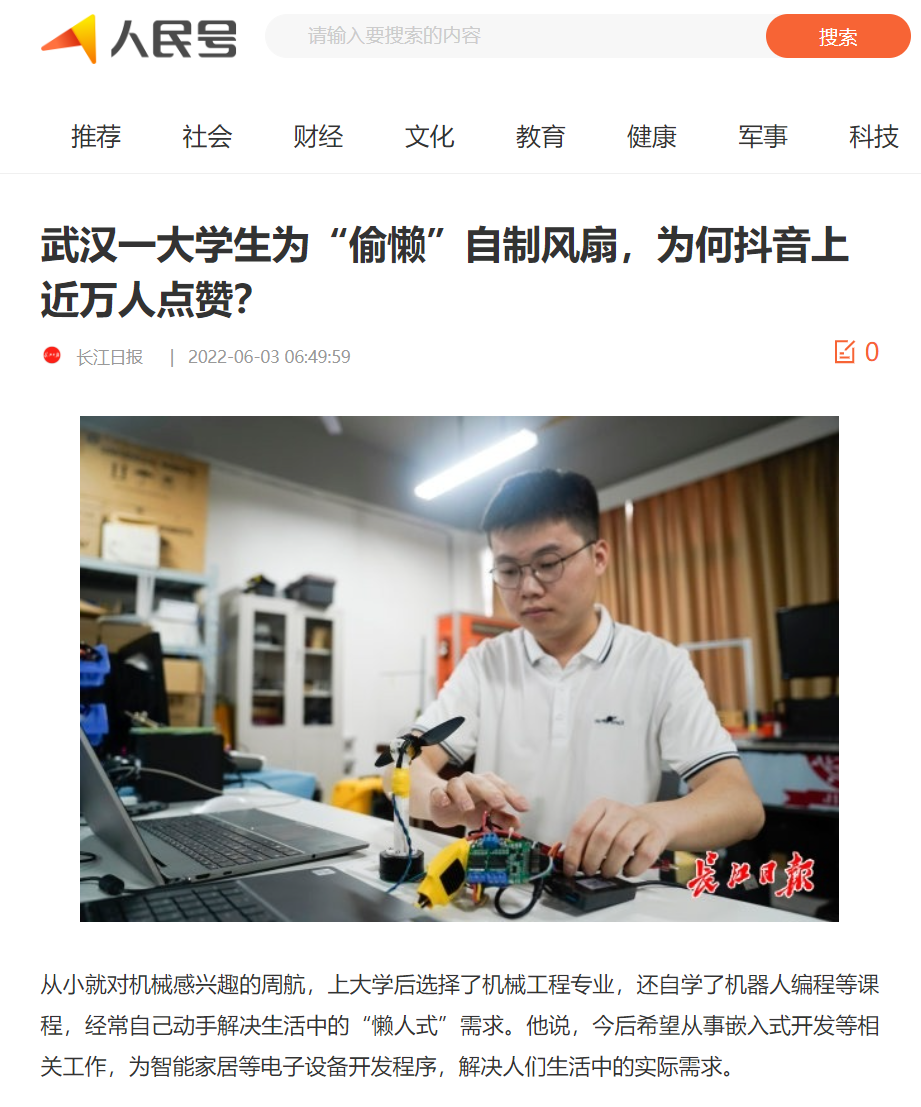 人民号
请输入要搜索的内容
搜索
推荐 社会 财经 文化 教育 健康 军事 科技
武汉一大学生为“偷懒”自制风扇，为何抖音上
近万人点赞？
长江日报 | 2022-06-03 06:49:59
0
长江日报
从小就对机械感兴趣的周航，上大学后选择了机械工程专业，还自学了机器人编程等课
程，经常自己动手解决生活中的“懒人式”需求。他说，今后希望从事嵌入式开发等相
关工作，为智能家居等电子设备开发程序，解决人们生活中的实际需求。